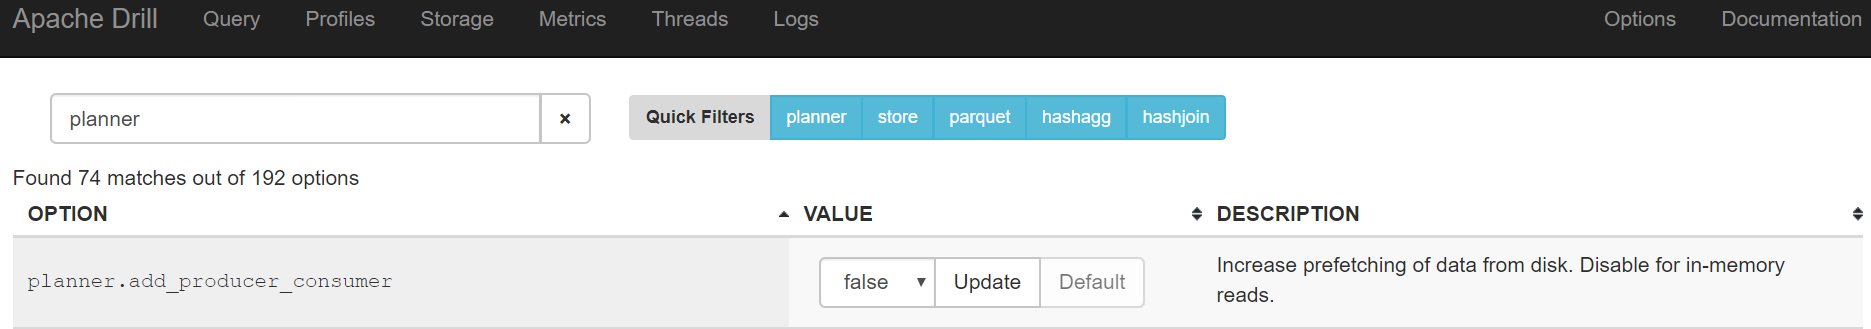 Apache Drill Query Profiles Storage Metrics Threads Logs Options Documentation
planner × Quick Filters planner store parquet hashagg hashjoin
Found 74 matches out of 192 options
OPTION VALUE DESCRIPTION
planner.add_producer_consumer false Update Default Increase prefetching of data from disk. Disable for in-memory
reads.